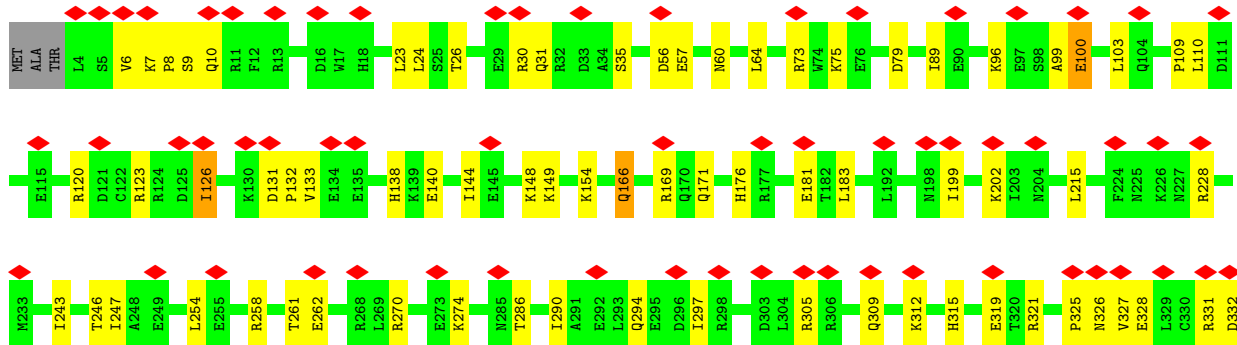 MET ALA THR L4 S5 V6 K7 P8 S9 Q10 R11 F12 R13 D16 W17 H18 L23 L24 S25 T26 E29 R30 Q31 R32 D33 A34 S35 D56 E57 N60 L64 R73 W74 K75 E76 D79 I89 E90 K96 E97 S98 A99 E100 L103 Q104 P109 L110 D111
E115 R120 D121 C122 R123 R124 D125 I126 K130 D131 P132 V133 E134 E135 H138 K139 E140 I144 E145 K148 K149 K154 Q166 R169 Q170 Q171 H176 R177 E181 T182 L183 L192 N198 I199 K202 I203 N204 L215 F224 N225 K226 N227 R228
M233 I243 T246 I247 A248 E249 L254 E255 R258 T261 E262 R268 L269 R270 E273 K274 N285 T286 I290 A291 E292 L293 Q294 E295 D296 I297 R298 D303 L304 R305 R306 Q309 K312 H315 E319 T320 R321 P325 N326 V327 E328 L329 C330 R331 D332